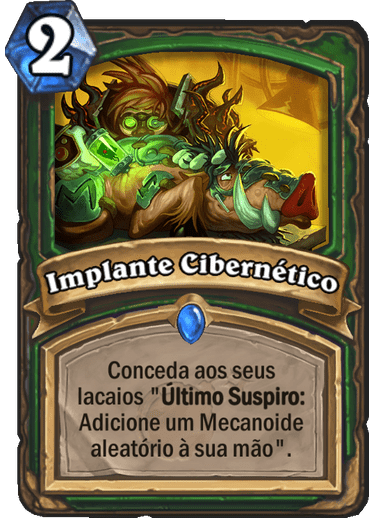 2
Implante Cibernético
Conceda aos seus
lacaios "Último Suspiro:
Adicione um Mecanoide
aleatório à sua mão".